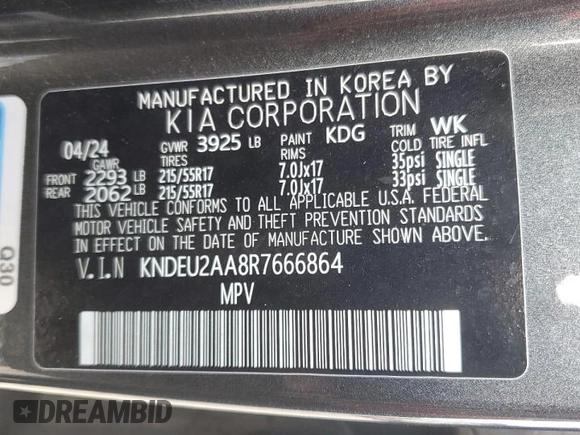 MANUFACTURED IN KOREA BY
KIA CORPORATION
04/24 GVWR 3925 LB PAINT KDG TRIM WK
GAWR TIRES RIMS COLD TIRE INFL
FRONT 2293 LB 215/55R17 7.0Jx17 35psi SINGLE
REAR 2062 LB 215/55R17 7.0Jx17 33psi SINGLE
THIS VEHICLE CONFORMS TO ALL APPLICABLE U.S.A. FEDERAL
MOTOR VEHICLE SAFETY AND THEFT PREVENTION STANDARDS
IN EFFECT ON THE DATE OF MANUFACTURE SHOWN ABOVE.
V.I.N KNDEU2AA8R7666864
MPV
Q30
DREAMBID